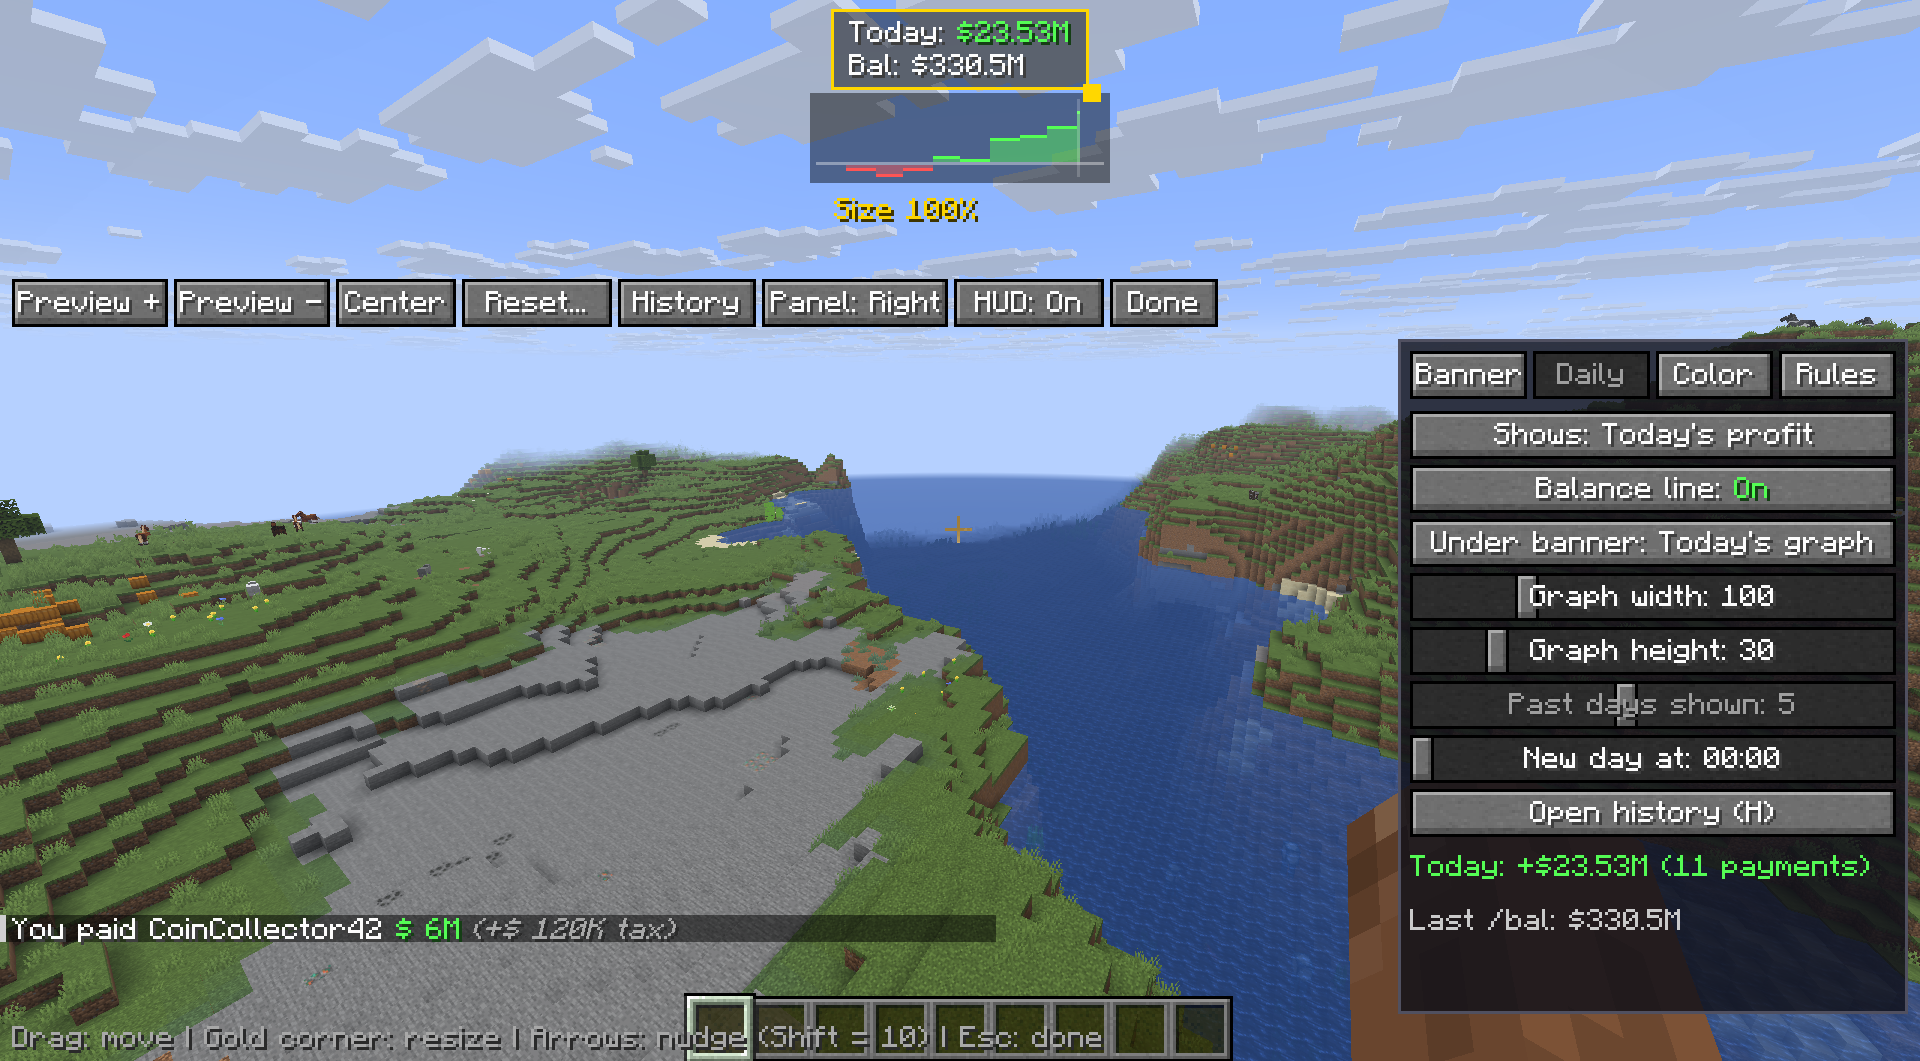 Today: $23.53M
Bal: $330.5M
Size 100%
Preview + Preview - Center Reset... History Panel: Right HUD: On Done
Banner Daily Color Rules
Shows: Today's profit
Balance line: On
Under banner: Today's graph
Graph width: 100
Graph height: 30
Past days shown: 5
New day at: 00:00
Open history (H)
Today: +$23.53M (11 payments)
Last /bal: $330.5M
You paid CoinCollector42 $ 6M (+$ 120K tax)
Drag: move | Gold corner: resize | Arrows: nudge (Shift = 10) | Esc: done